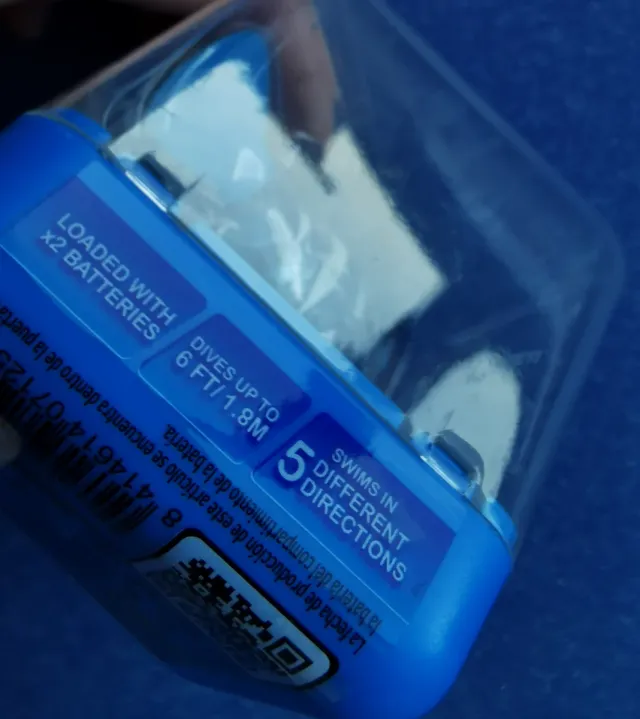 LOADED WITH
x2 BATTERIES
DIVES UP TO
6 FT/ 1.8M
5 SWIMS IN
DIFFERENT
DIRECTIONS
La fecha de producción de este artículo se encuentra dentro de la puerta
la batería del compartimiento de la batería.